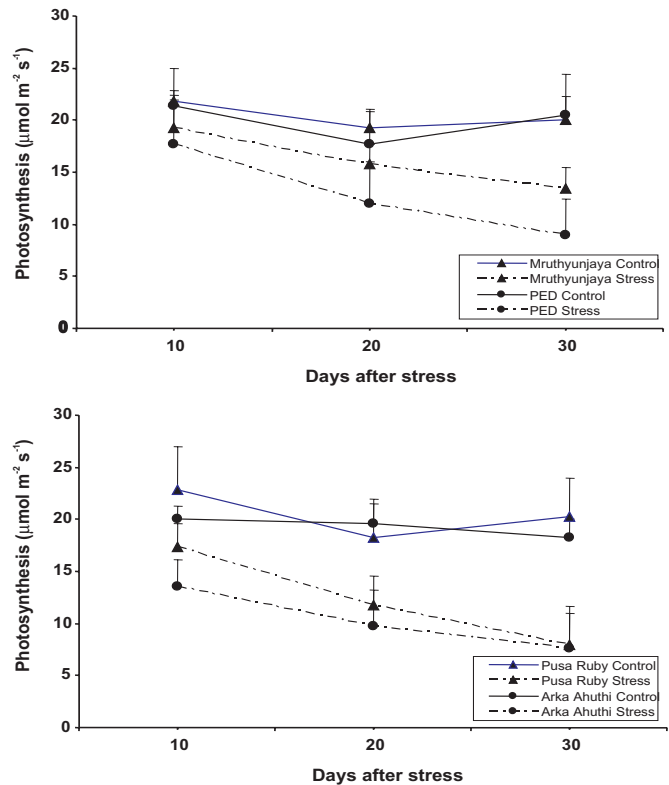 30
25
20
15
10
5
0
Photosynthesis (µmol m⁻² s⁻¹)
Mruthyunjaya Control
Mruthyunjaya Stress
PED Control
PED Stress
10 20 30
Days after stress
30
25
20
15
10
5
0
Photosynthesis (µmol m⁻² s⁻¹)
Pusa Ruby Control
Pusa Ruby Stress
Arka Ahuthi Control
Arka Ahuthi Stress
10 20 30
Days after stress